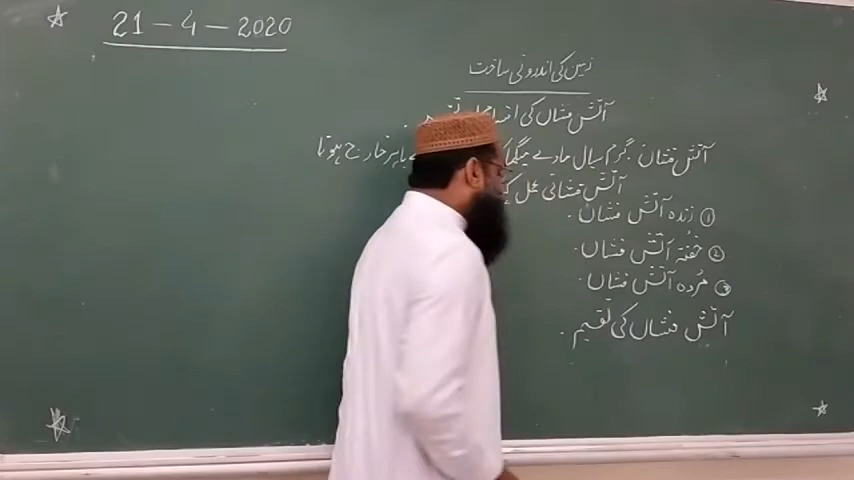 21-4-2020
زمین کی اندرونی ساخت
آتش فشاں کی اقسام
آتش فشاں: گرم سیال مادے میگما باہر خارج ہوتا
آتش فشانی عمل
① زندہ آتش فشاں
② خفتہ آتش فشاں
③ مردہ آتش فشاں
آتش فشاں کی تقسیم